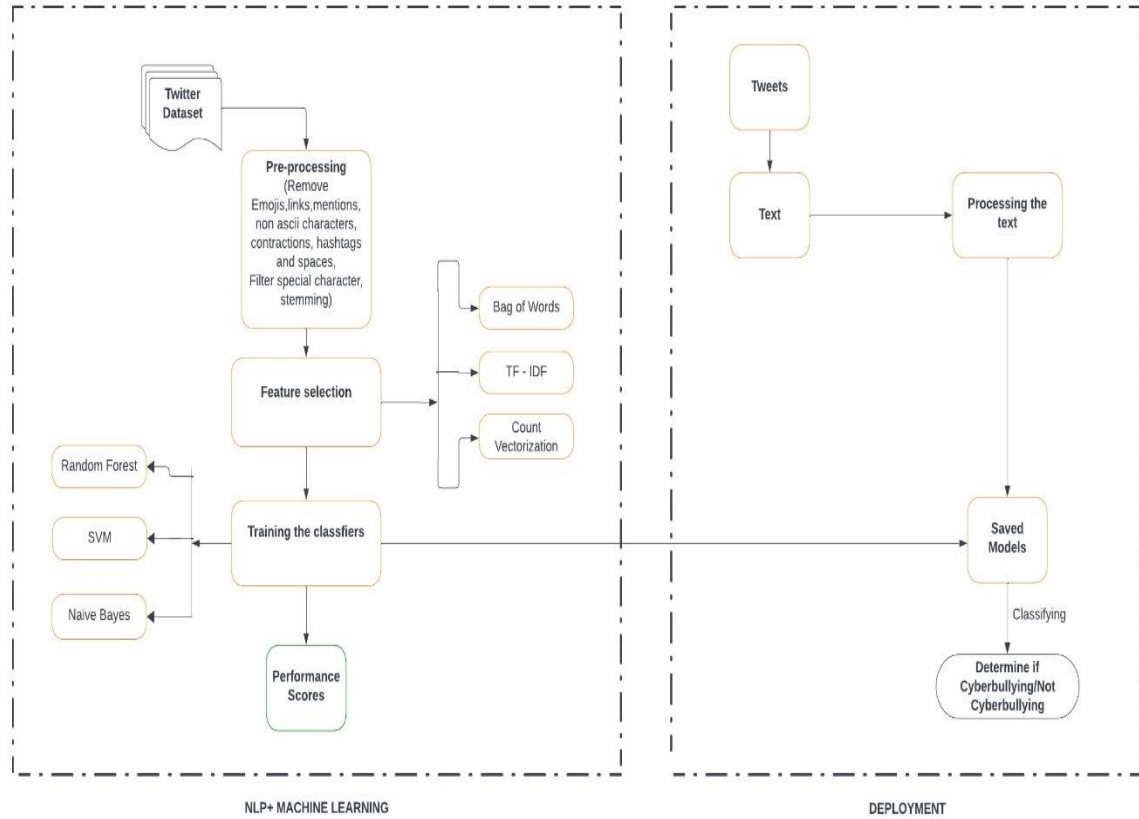 Twitter
Dataset
Pre-processing
(Remove
Emojis,links,mentions,
non ascii characters,
contractions, hashtags
and spaces,
Filter special character,
stemming)
Bag of Words
Feature selection
TF - IDF
Count
Vectorization
Random Forest
Training the classfiers
SVM
Naive Bayes
Performance
Scores
NLP+ MACHINE LEARNING
Tweets
Text
Processing the
text
Saved
Models
Classifying
Determine if
Cyberbullying/Not
Cyberbullying
DEPLOYMENT